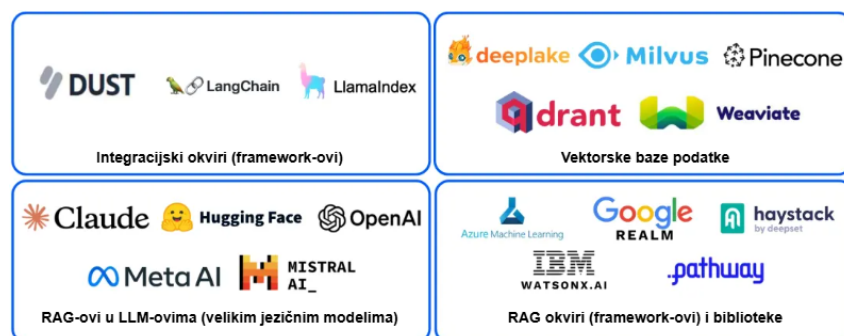 DUST
LangChain
LlamaIndex
Integracijski okviri (framework-ovi)
deeplake
Milvus
Pinecone
qdrant
Weaviate
Vektorske baze podatke
Claude
Hugging Face
OpenAI
Meta AI
MISTRAL
AI_
RAG-ovi u LLM-ovima (velikim jezičnim modelima)
Azure Machine Learning
Google
REALM
haystack
by deepset
IBM
WATSONX.AI
.pathway
RAG okviri (framework-ovi) i biblioteke